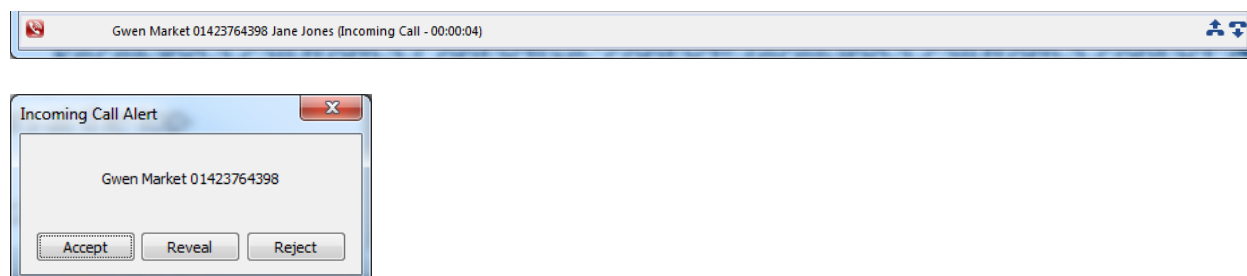 Gwen Market 01423764398 Jane Jones (Incoming Call - 00:00:04)
Incoming Call Alert
Gwen Market 01423764398
Accept Reveal Reject